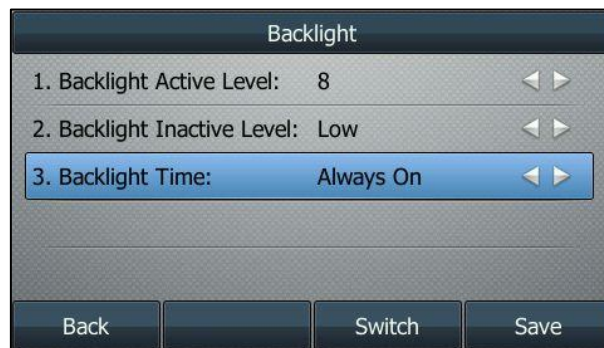 Backlight
1. Backlight Active Level: 8
2. Backlight Inactive Level: Low
3. Backlight Time: Always On
Back Switch Save